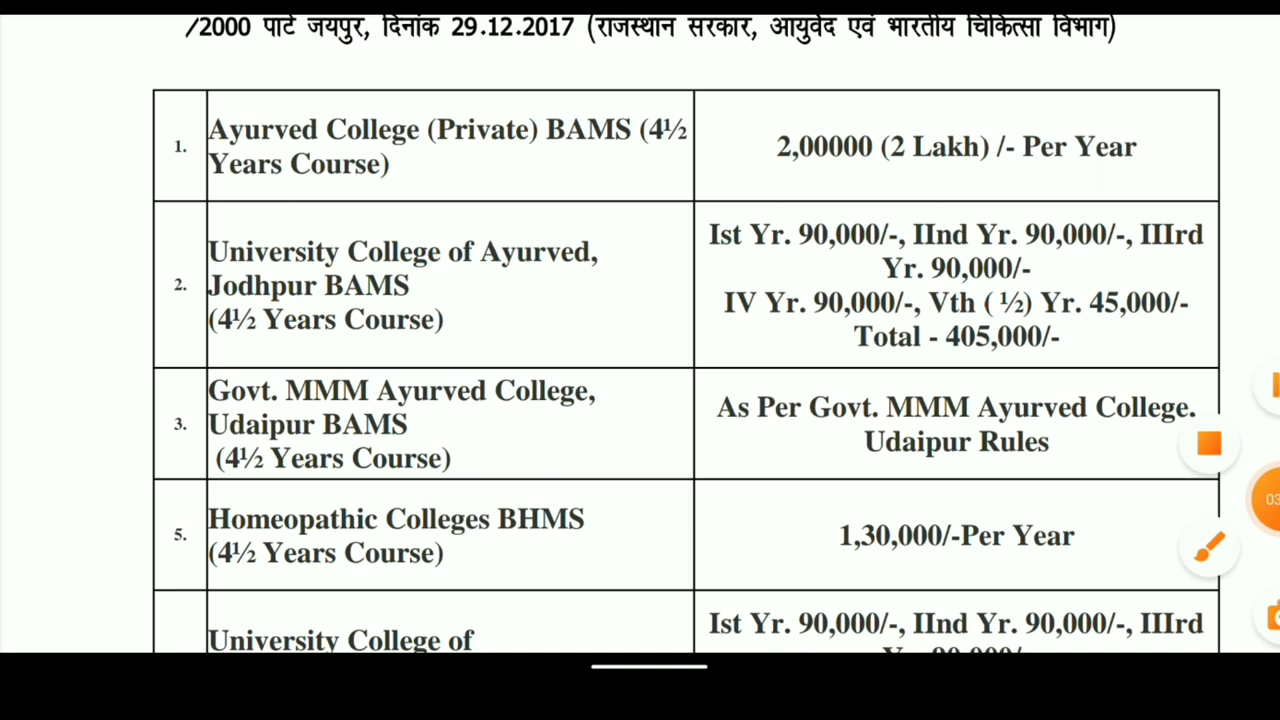 /2000 पार्ट जयपुर, दिनांक 29.12.2017 (राजस्थान सरकार, आयुर्वेद एवं भारतीय चिकित्सा विभाग)
1.
Ayurved College (Private) BAMS (4½
Years Course)
2,00000 (2 Lakh) /- Per Year
2.
University College of Ayurved,
Jodhpur BAMS
(4½ Years Course)
Ist Yr. 90,000/-, IInd Yr. 90,000/-, IIIrd
Yr. 90,000/-
IV Yr. 90,000/-, Vth ( ½) Yr. 45,000/-
Total - 405,000/-
3.
Govt. MMM Ayurved College,
Udaipur BAMS
(4½ Years Course)
As Per Govt. MMM Ayurved College.
Udaipur Rules
5.
Homeopathic Colleges BHMS
(4½ Years Course)
1,30,000/-Per Year
University College of
Ist Yr. 90,000/-, IInd Yr. 90,000/-, IIIrd
03